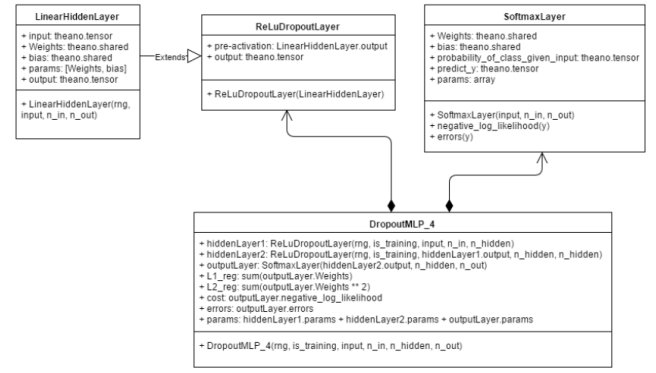 LinearHiddenLayer
+ input: theano.tensor
+ Weights: theano.shared
+ bias: theano.shared
+ params: [Weights, bias]
+ output: theano.tensor
+ LinearHiddenLayer(rng,
input, n_in, n_out)
Extends
ReLuDropoutLayer
+ pre-activation: LinearHiddenLayer.output
+ output: theano.tensor
+ ReLuDropoutLayer(LinearHiddenLayer)
SoftmaxLayer
+ Weights: theano.shared
+ bias: theano.shared
+ probability_of_class_given_input: theano.tensor
+ predict_y: theano.tensor
+ params: array
+ SoftmaxLayer(input, n_in, n_out)
+ negative_log_likelihood(y)
+ errors(y)
DropoutMLP_4
+ hiddenLayer1: ReLuDropoutLayer(rng, is_training, input, n_in, n_hidden)
+ hiddenLayer2: ReLuDropoutLayer(rng, is_training, hiddenLayer1.output, n_hidden, n_hidden)
+ outputLayer: SoftmaxLayer(hiddenLayer2.output, n_hidden, n_out)
+ L1_reg: sum(outputLayer.Weights)
+ L2_reg: sum(outputLayer.Weights ** 2)
+ cost: outputLayer.negative_log_likelihood
+ errors: outputLayer.errors
+ params: hiddenLayer1.params + hiddenLayer2.params + outputLayer.params
+ DropoutMLP_4(rng, is_training, input, n_in, n_hidden, n_out)